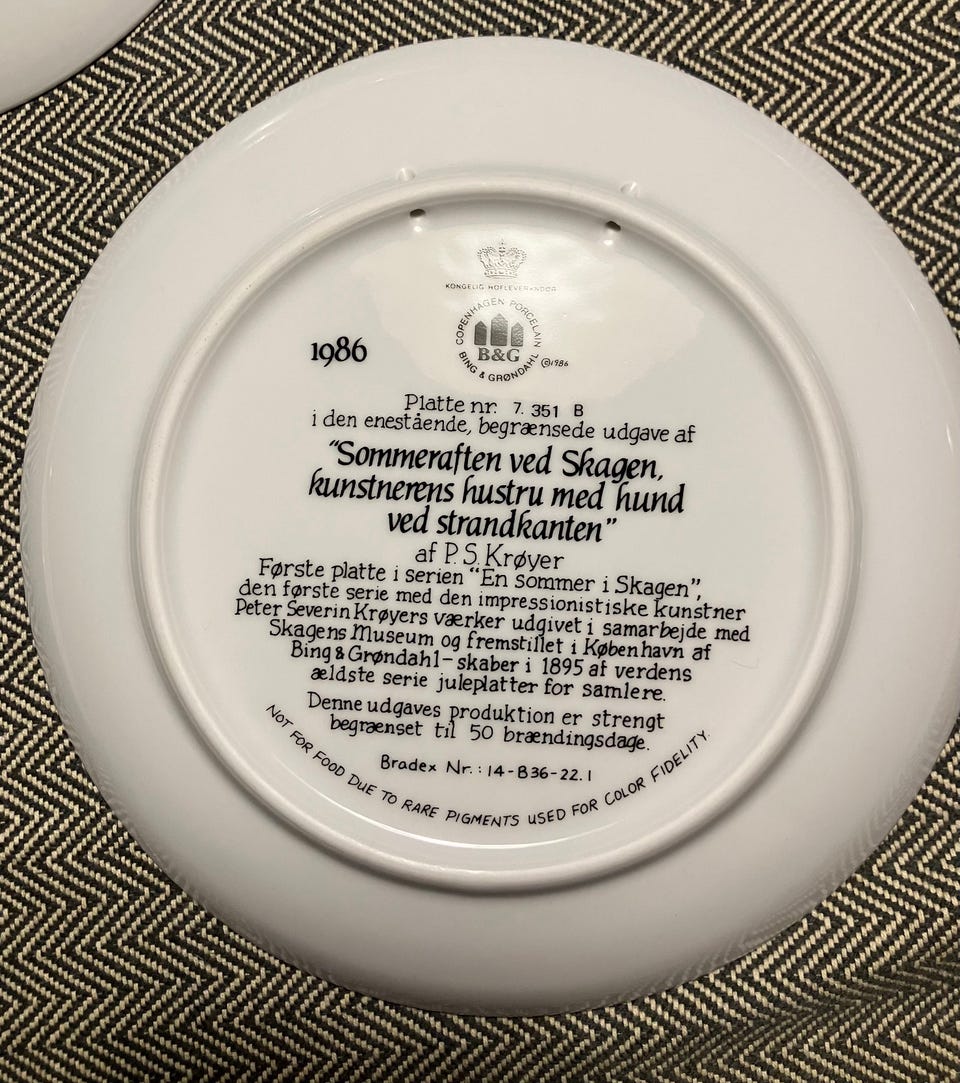 KONGELIG HOFLEVERANDØR
COPENHAGEN PORCELAIN
B&G
BING & GRØNDAHL
©1986
1986
Platte nr. 7. 351 B
i den enestående, begrænsede udgave af
"Sommeraften ved Skagen,
kunstnerens hustru med hund
ved strandkanten"
af P. S. Krøyer
Første platte i serien "En sommer i Skagen",
den første serie med den impressionistiske kunstner
Peter Severin Krøyers værker udgivet i samarbejde med
Skagens Museum og fremstillet i København af
Bing & Grøndahl – skaber i 1895 af verdens
ældste serie juleplatter for samlere.
Denne udgaves produktion er strengt
begrænset til 50 brændingsdage.
Bradex Nr.: 14-B36-22.1
NOT FOR FOOD DUE TO RARE PIGMENTS USED FOR COLOR FIDELITY.